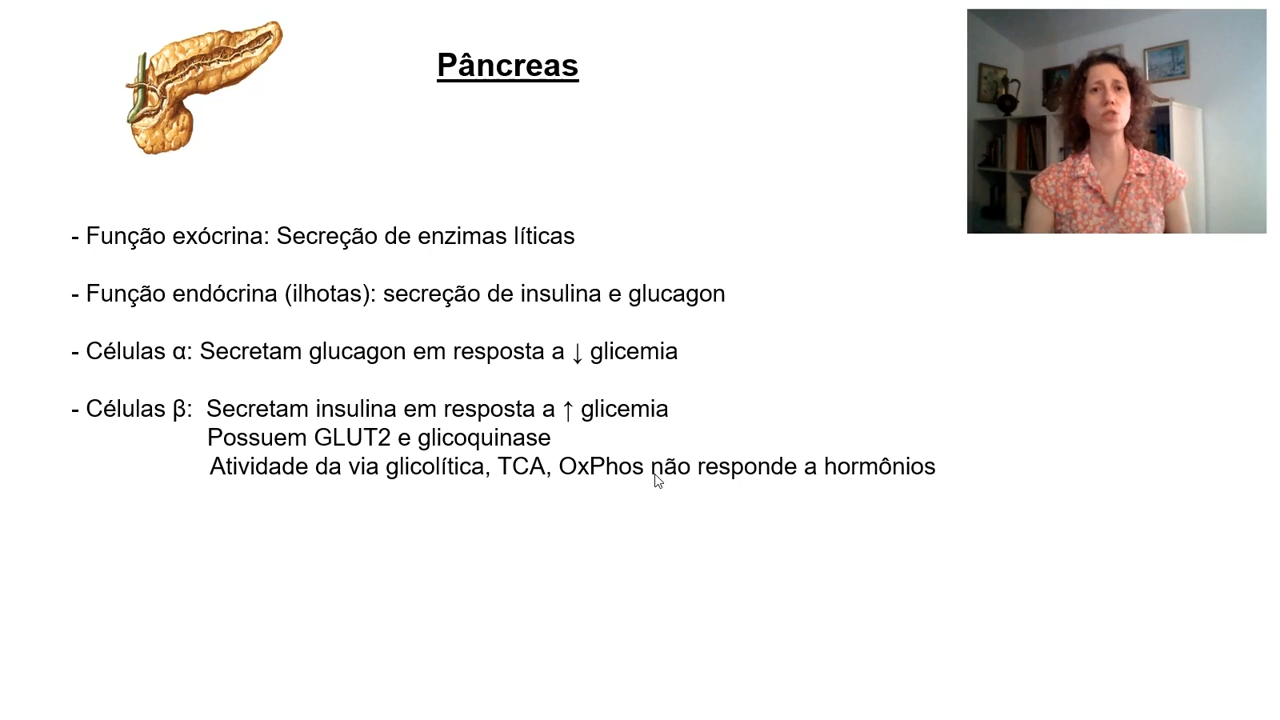 Pâncreas
- Função exócrina: Secreção de enzimas líticas
- Função endócrina (ilhotas): secreção de insulina e glucagon
- Células α: Secretam glucagon em resposta a ↓ glicemia
- Células β: Secretam insulina em resposta a ↑ glicemia
Possuem GLUT2 e glicoquinase
Atividade da via glicolítica, TCA, OxPhos não responde a hormônios